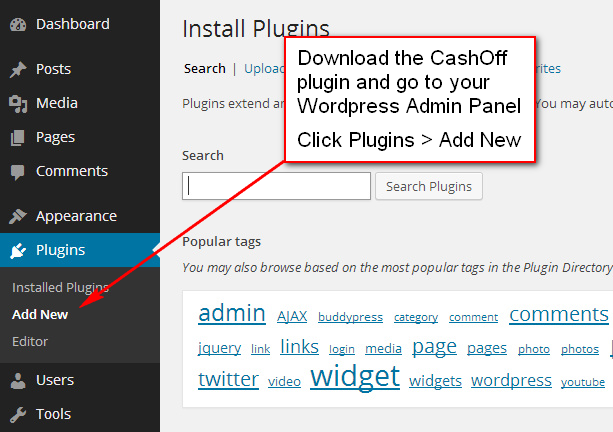 Dashboard
Posts
Media
Pages
Comments
Appearance
Plugins
Installed Plugins
Add New
Editor
Users
Tools
Install Plugins
Search | Upload
Plugins extend an
You may auto
Download the CashOff
plugin and go to your
Wordpress Admin Panel
Click Plugins > Add New
Search
Search Plugins
Popular tags
You may also browse based on the most popular tags in the Plugin Directory
admin AJAX buddypress category comment comments
jquery link links login media page pages photo photos
twitter video widget widgets wordpress youtube